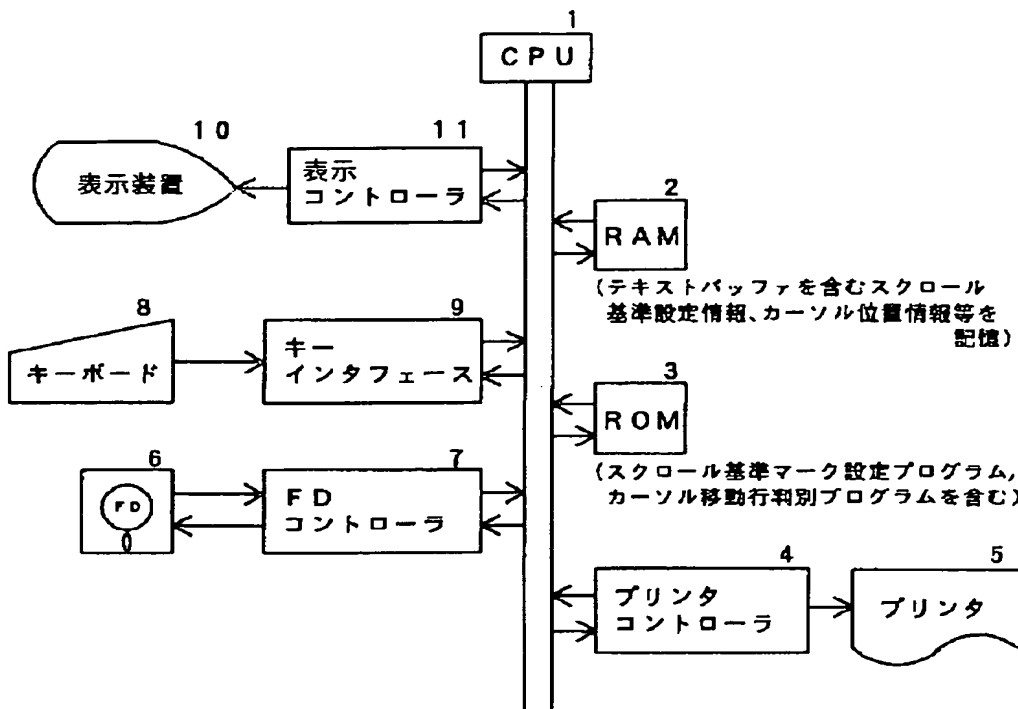 1
CPU
10
表示装置
11
表示
コントローラ
2
RAM
(テキストバッファを含むスクロール
基準設定情報、カーソル位置情報等を
記憶)
8
キーボード
9
キー
インタフェース
3
ROM
(スクロール基準マーク設定プログラム,
カーソル移動行判別プログラムを含む)
6
FD
7
FD
コントローラ
4
プリンタ
コントローラ
5
プリンタ